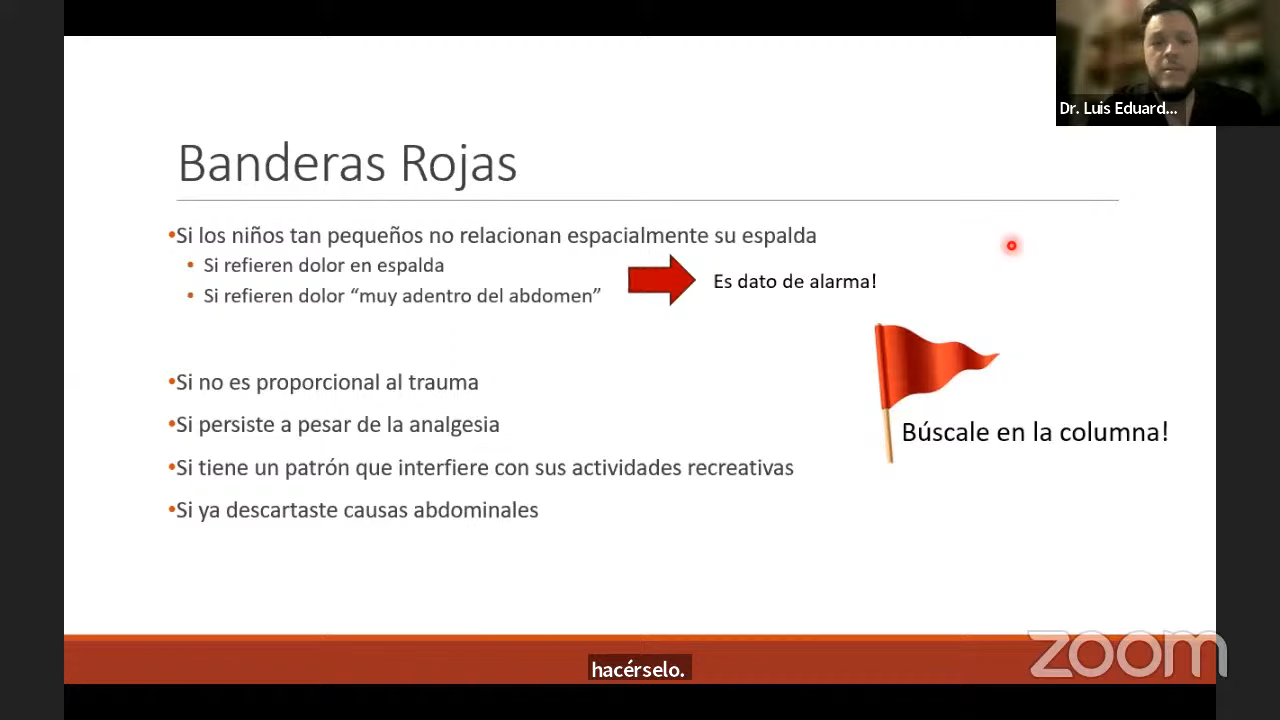 Dr. Luis Eduard...
Banderas Rojas
•Si los niños tan pequeños no relacionan espacialmente su espalda
• Si refieren dolor en espalda
• Si refieren dolor “muy adentro del abdomen”
Es dato de alarma!
•Si no es proporcional al trauma
•Si persiste a pesar de la analgesia
Búscale en la columna!
•Si tiene un patrón que interfiere con sus actividades recreativas
•Si ya descartaste causas abdominales
zoom
hacérselo.